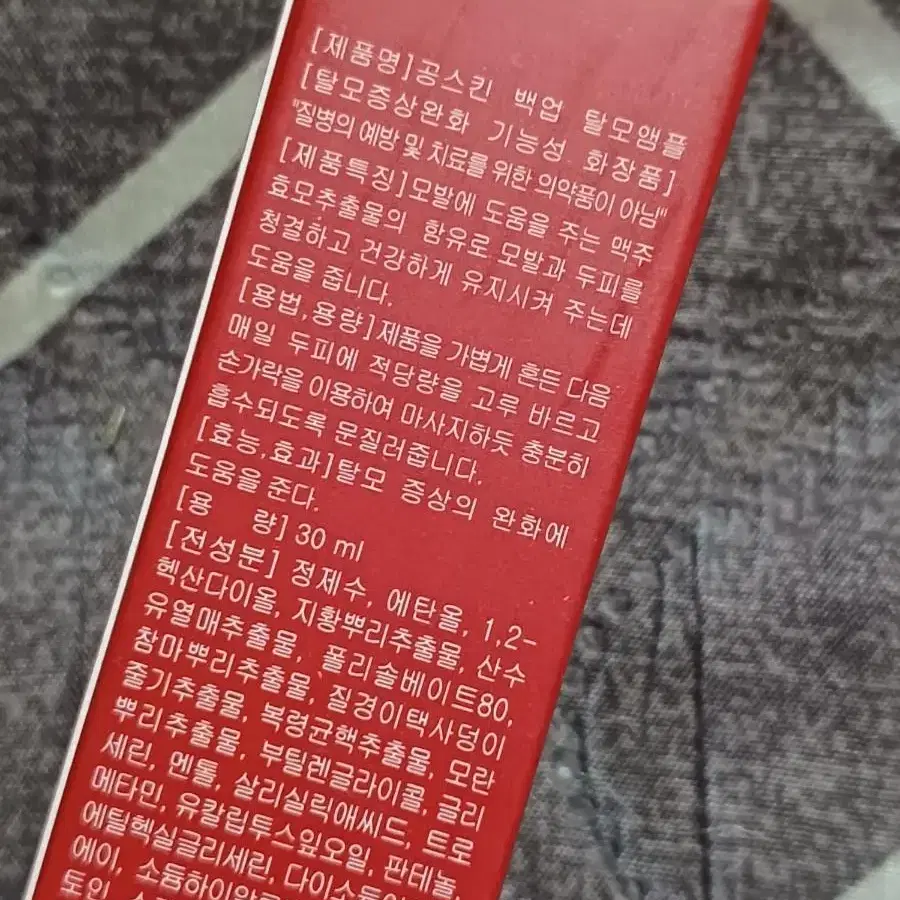 [제품명]공스킨 백업 탈모앰플
[탈모증상완화 기능성 화장품]
"질병의 예방 및 치료를 위한 의약품이 아님"
[제품특징]모발에 도움을 주는 맥주
효모추출물의 함유로 모발과 두피를
청결하고 건강하게 유지시켜 주는데
도움을 줍니다.
[용법,용량]제품을 가볍게 흔든 다음
매일 두피에 적당량을 고루 바르고
손가락을 이용하여 마사지하듯 충분히
흡수되도록 문질러줍니다.
[효능,효과]탈모 증상의 완화에
도움을 준다.
[용 량] 30 ml
[전성분] 정제수, 에탄올, 1,2-
헥산다이올, 지황뿌리추출물, 산수
유열매추출물, 폴리솔베이트80,
참마뿌리추출물, 질경이택사덩이
줄기추출물, 복령균핵추출물, 모란
뿌리추출물, 부틸렌글라이콜, 글리
세린, 멘톨, 살리실릭애씨드, 트로
메타민, 유칼립투스잎오일, 판테놀,
에틸헥실글리세린, 다이소듐이
에이, 소듐하이알
토인